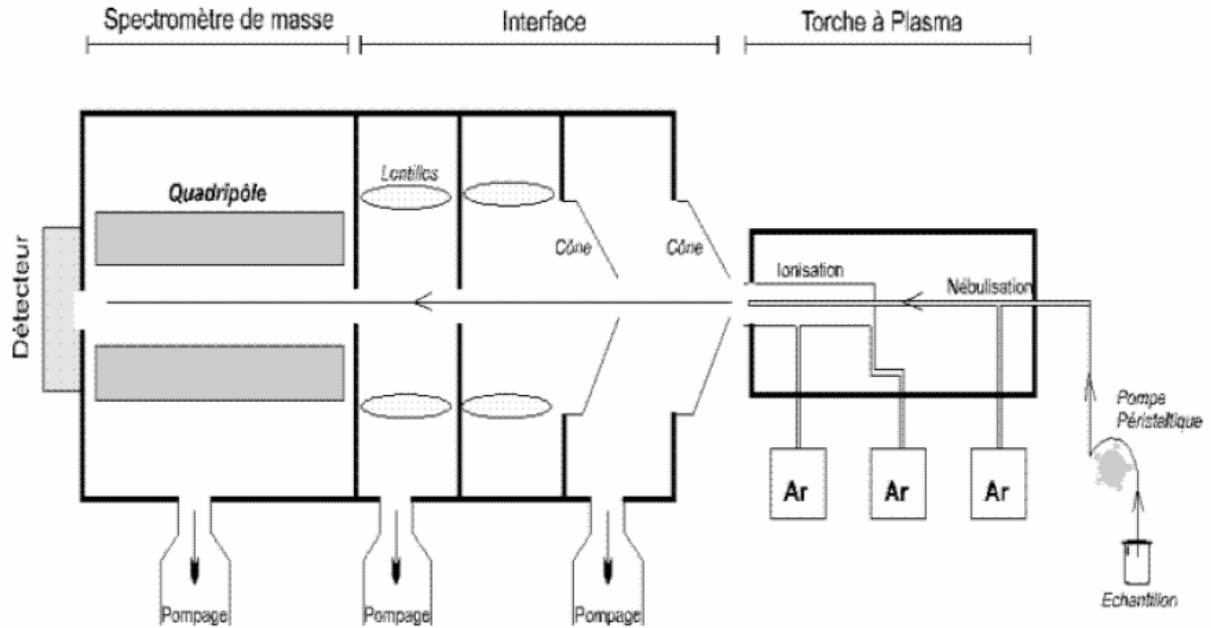 Spectromètre de masse
Interface
Torche à Plasma
Lentilles
Quadripôle
Cône
Cône
Ionisation
Nébulisation
Détecteur
Pompe
Péristaltique
Ar
Ar
Ar
Echantillon
Pompage
Pompage
Pompage